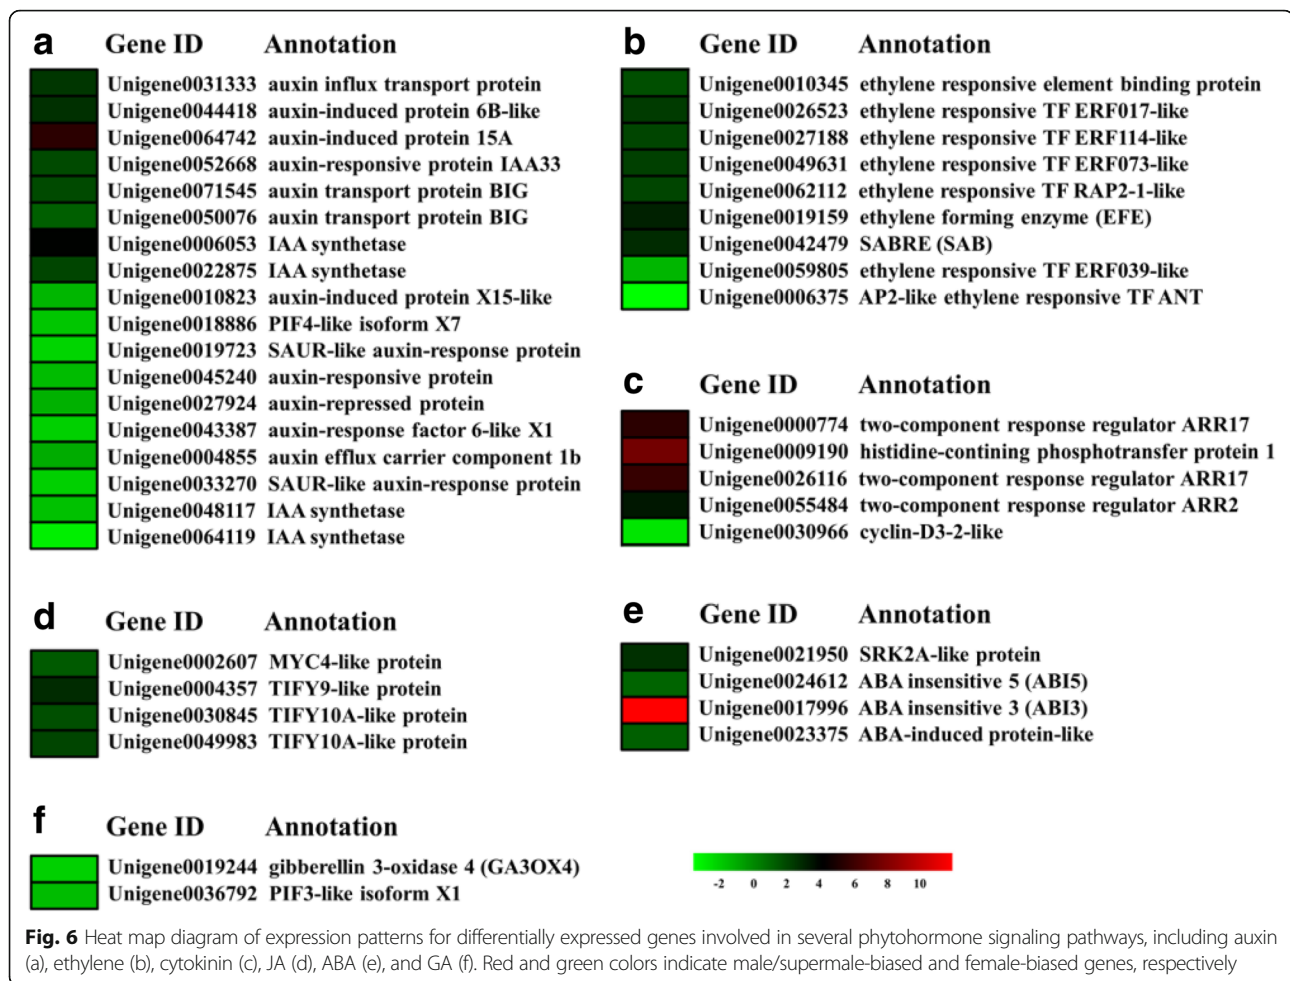 a Gene ID Annotation
Unigene0031333 auxin influx transport protein
Unigene0044418 auxin-induced protein 6B-like
Unigene0064742 auxin-induced protein 15A
Unigene0052668 auxin-responsive protein IAA33
Unigene0071545 auxin transport protein BIG
Unigene0050076 auxin transport protein BIG
Unigene0006053 IAA synthetase
Unigene0022875 IAA synthetase
Unigene0010823 auxin-induced protein X15-like
Unigene0018886 PIF4-like isoform X7
Unigene0019723 SAUR-like auxin-response protein
Unigene0045240 auxin-responsive protein
Unigene0027924 auxin-repressed protein
Unigene0043387 auxin-response factor 6-like X1
Unigene0004855 auxin efflux carrier component 1b
Unigene0033270 SAUR-like auxin-response protein
Unigene0048117 IAA synthetase
Unigene0064119 IAA synthetase
b Gene ID Annotation
Unigene0010345 ethylene responsive element binding protein
Unigene0026523 ethylene responsive TF ERF017-like
Unigene0027188 ethylene responsive TF ERF114-like
Unigene0049631 ethylene responsive TF ERF073-like
Unigene0062112 ethylene responsive TF RAP2-1-like
Unigene0019159 ethylene forming enzyme (EFE)
Unigene0042479 SABRE (SAB)
Unigene0059805 ethylene responsive TF ERF039-like
Unigene0006375 AP2-like ethylene responsive TF ANT
c Gene ID Annotation
Unigene0000774 two-component response regulator ARR17
Unigene0009190 histidine-contining phosphotransfer protein 1
Unigene0026116 two-component response regulator ARR17
Unigene0055484 two-component response regulator ARR2
Unigene0030966 cyclin-D3-2-like
d Gene ID Annotation
Unigene0002607 MYC4-like protein
Unigene0004357 TIFY9-like protein
Unigene0030845 TIFY10A-like protein
Unigene0049983 TIFY10A-like protein
e Gene ID Annotation
Unigene0021950 SRK2A-like protein
Unigene0024612 ABA insensitive 5 (ABI5)
Unigene0017996 ABA insensitive 3 (ABI3)
Unigene0023375 ABA-induced protein-like
f Gene ID Annotation
Unigene0019244 gibberellin 3-oxidase 4 (GA3OX4)
Unigene0036792 PIF3-like isoform X1
-2 0 2 4 6 8 10
Fig. 6 Heat map diagram of expression patterns for differentially expressed genes involved in several phytohormone signaling pathways, including auxin
(a), ethylene (b), cytokinin (c), JA (d), ABA (e), and GA (f). Red and green colors indicate male/supermale-biased and female-biased genes, respectively